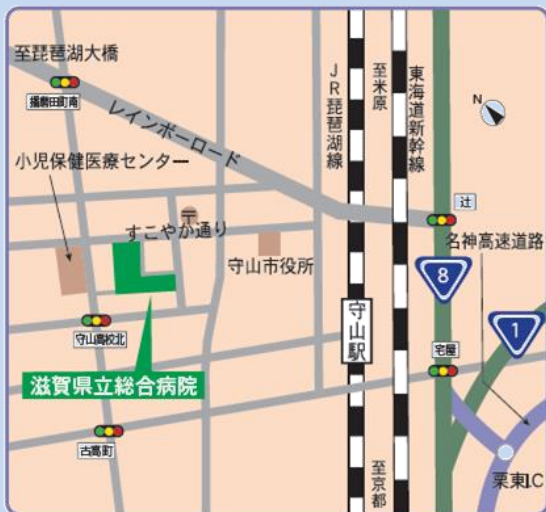 至琵琶湖大橋
播磨田町南
レインボーロード
小児保健医療センター
〒
すこやか通り
守山市役所
JR琵琶湖線
至米原
東海道新幹線
N
辻
名神高速道路
8
1
守山駅
宅屋
守山高校北
滋賀県立総合病院
古高町
至京都
栗東IC